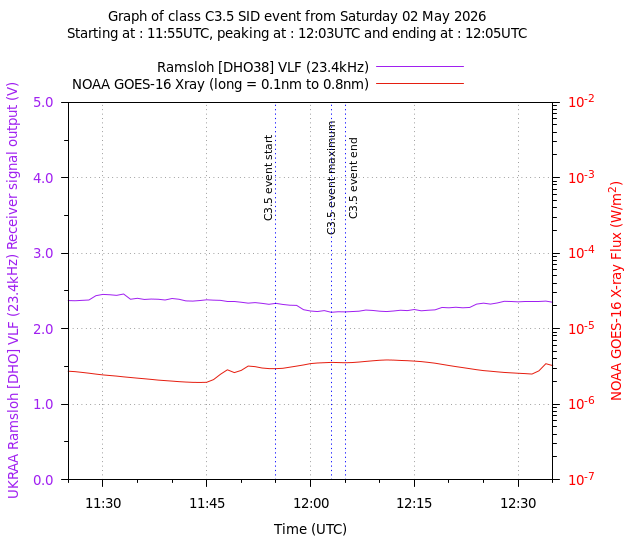 Graph of class C3.5 SID event from Saturday 02 May 2026
Starting at : 11:55UTC, peaking at : 12:03UTC and ending at : 12:05UTC
Ramsloh [DHO38] VLF (23.4kHz)
NOAA GOES-16 Xray (long = 0.1nm to 0.8nm)
UKRAA Ramsloh [DHO] VLF (23.4kHz) Receiver signal output (V)
5.0
4.0
3.0
2.0
1.0
0.0
C3.5 event start
C3.5 event maximum
C3.5 event end
10-2
10-3
10-4
10-5
10-6
10-7
NOAA GOES-16 X-ray Flux (W/m2)
11:30 11:45 12:00 12:15 12:30
Time (UTC)